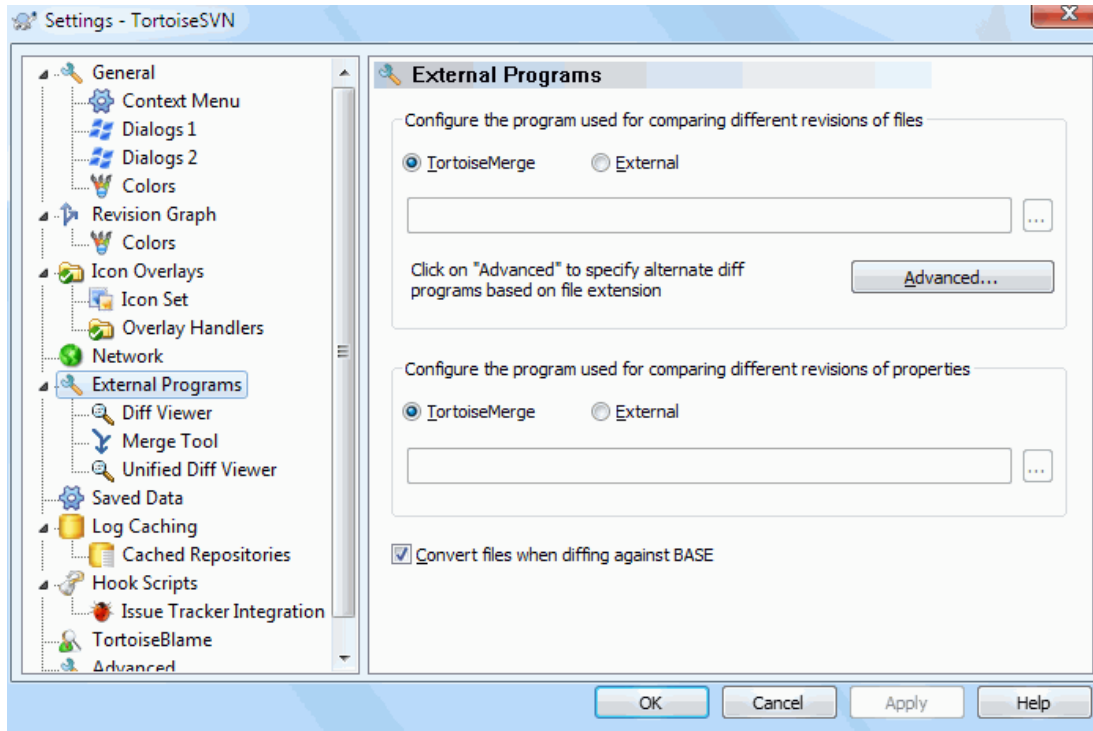 Settings - TortoiseSVN
X
General
Context Menu
Dialogs 1
Dialogs 2
Colors
Revision Graph
Colors
Icon Overlays
Icon Set
Overlay Handlers
Network
External Programs
Diff Viewer
Merge Tool
Unified Diff Viewer
Saved Data
Log Caching
Cached Repositories
Hook Scripts
Issue Tracker Integration
TortoiseBlame
Advanced
External Programs
Configure the program used for comparing different revisions of files
TortoiseMerge External
...
Click on "Advanced" to specify alternate diff
programs based on file extension
Advanced...
Configure the program used for comparing different revisions of properties
TortoiseMerge External
...
Convert files when diffing against BASE
OK Cancel Apply Help